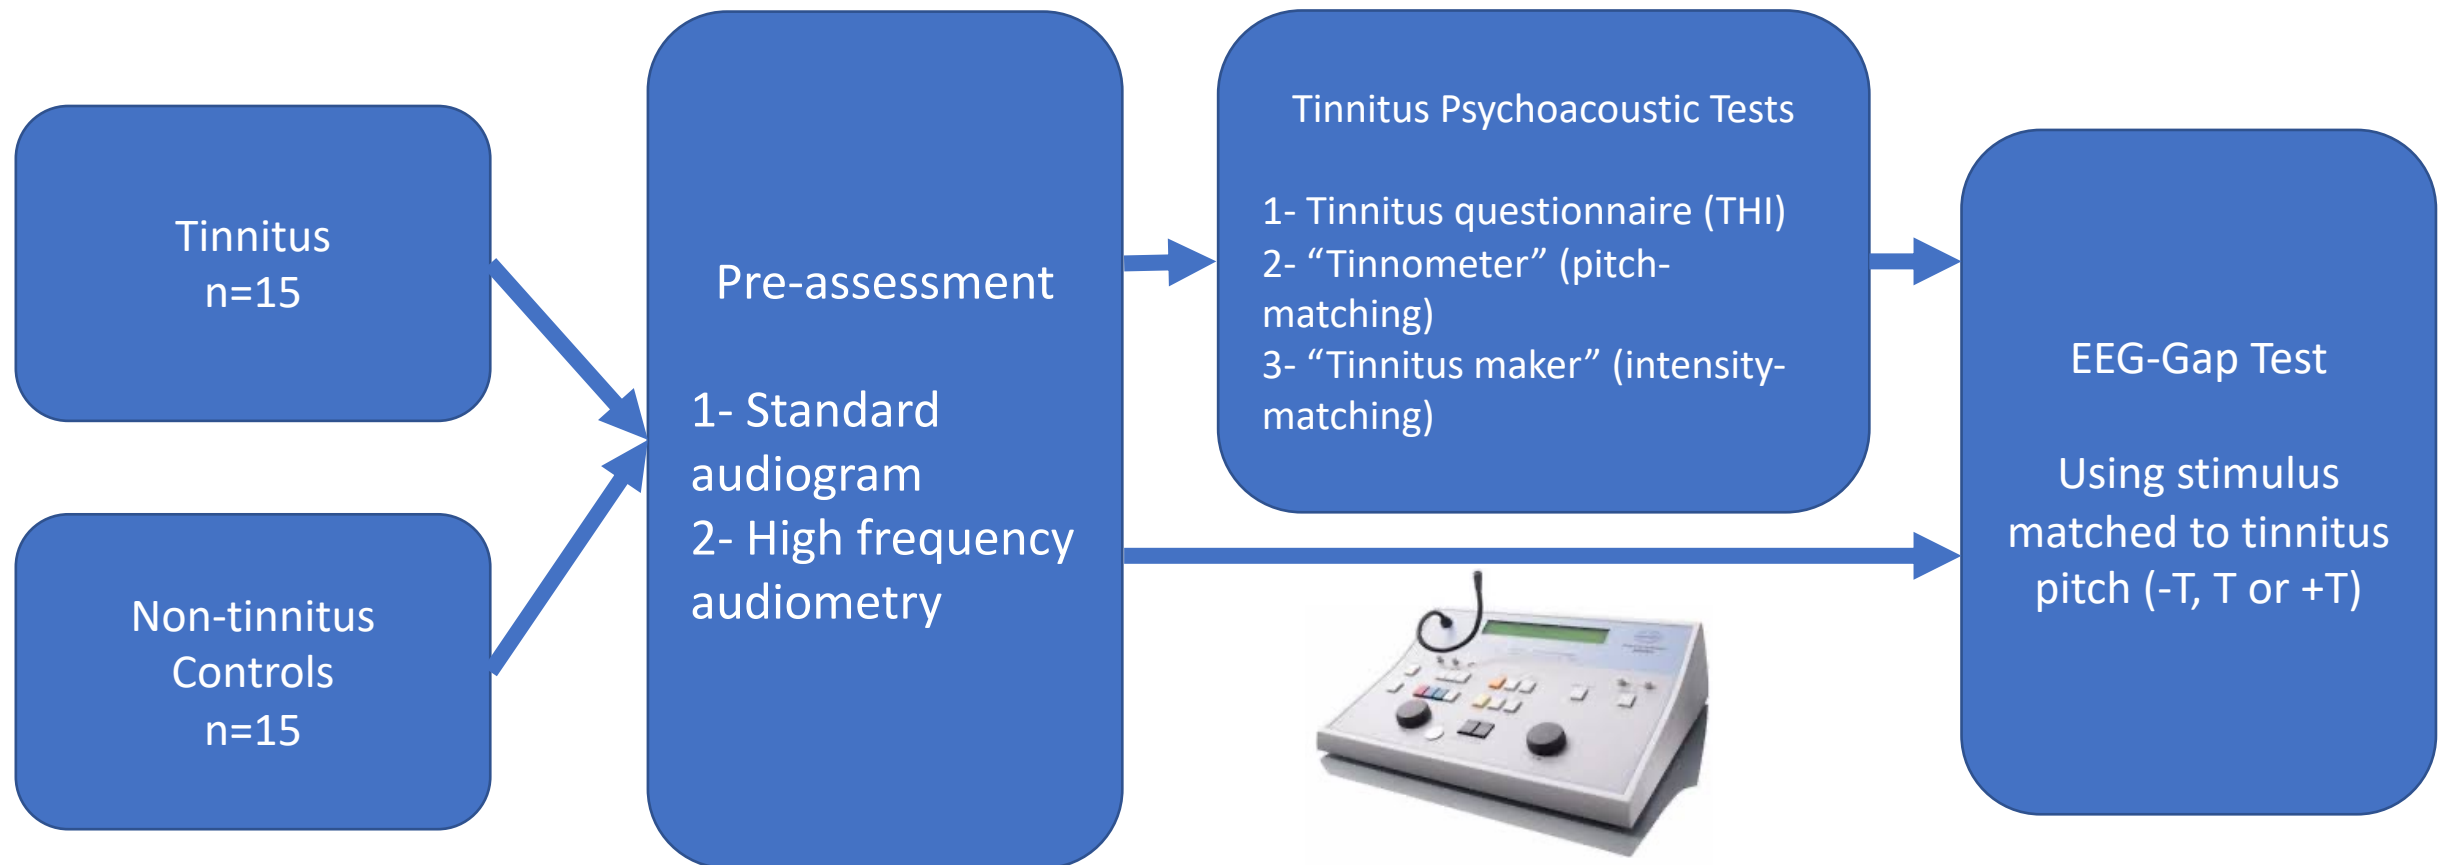 Tinnitus
n=15
Non-tinnitus
Controls
n=15
Pre-assessment
1- Standard
audiogram
2- High frequency
audiometry
Tinnitus Psychoacoustic Tests
1- Tinnitus questionnaire (THI)
2- “Tinnometer” (pitch-
matching)
3- “Tinnitus maker” (intensity-
matching)
EEG-Gap Test
Using stimulus
matched to tinnitus
pitch (-T, T or +T)